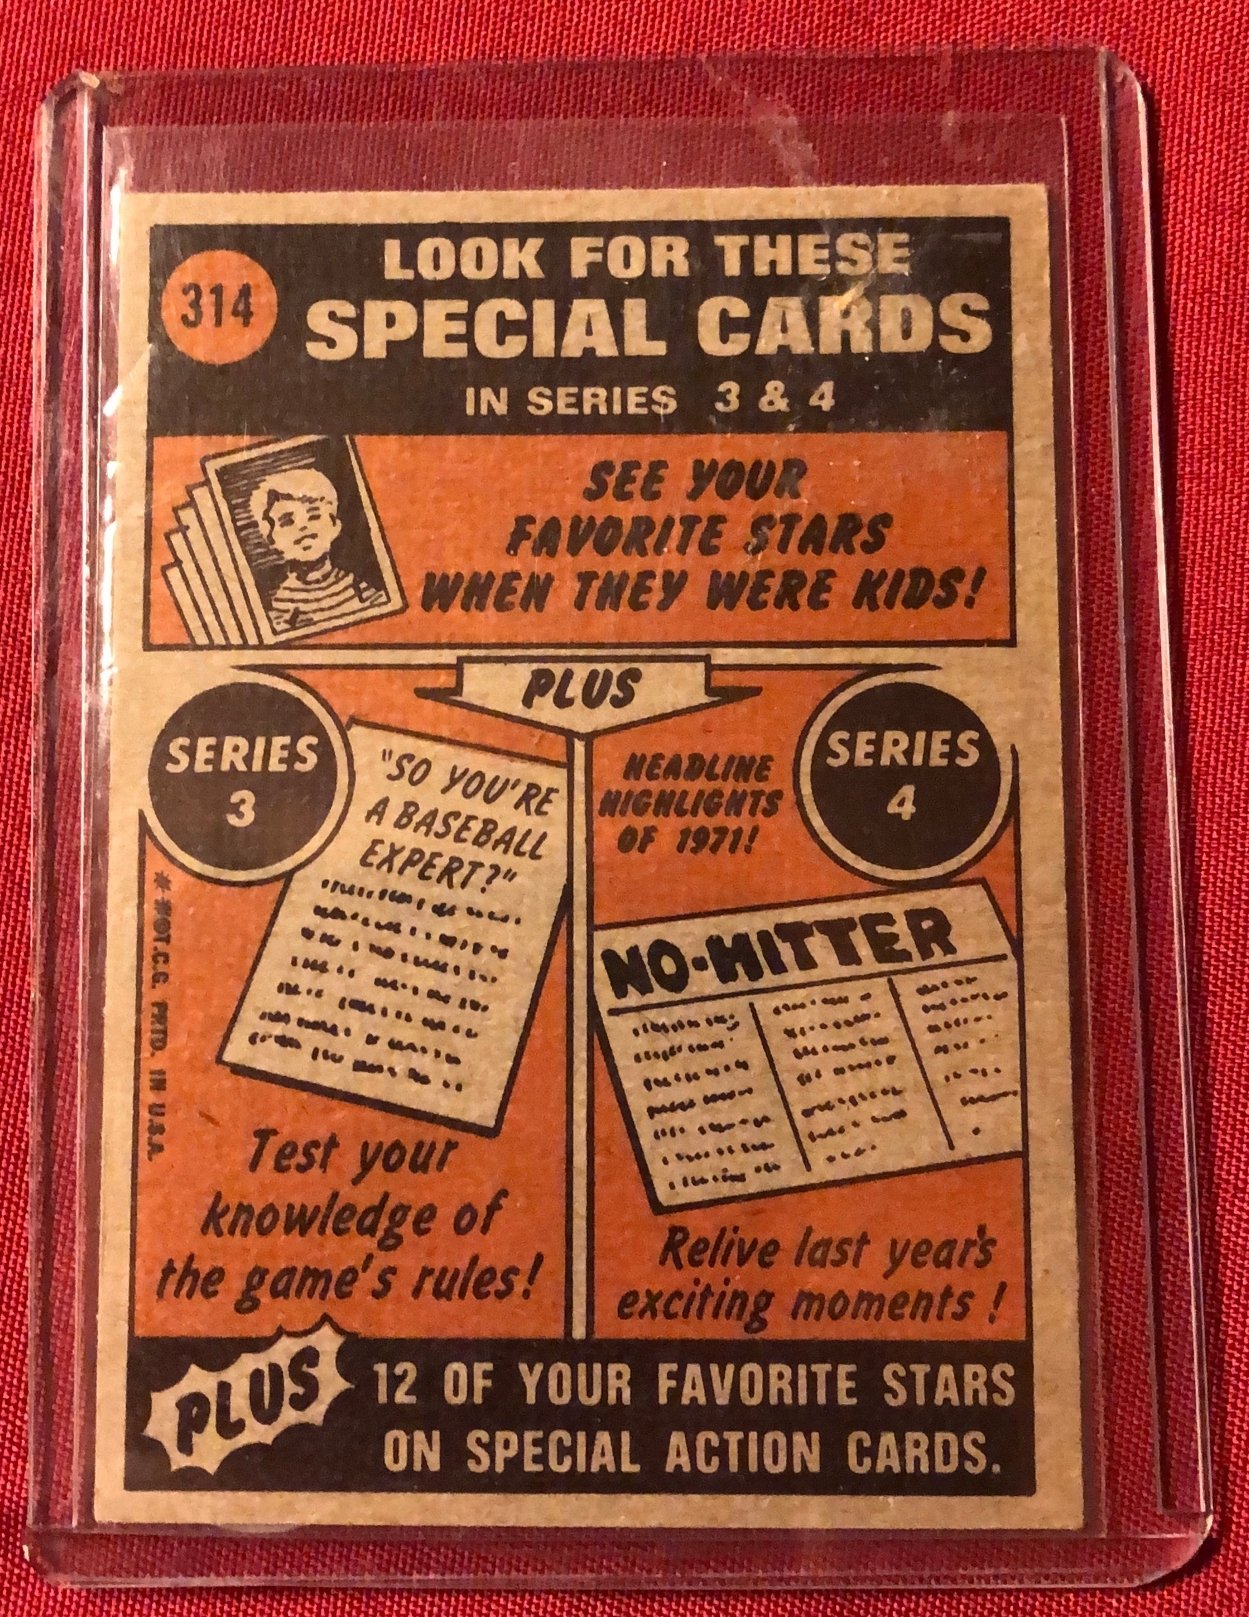 314
LOOK FOR THESE
SPECIAL CARDS
IN SERIES 3 & 4
SEE YOUR
FAVORITE STARS
WHEN THEY WERE KIDS!
PLUS
SERIES
3
"SO YOU'RE
A BASEBALL
EXPERT?"
Test your
knowledge of
the game's rules!
* ©T.C.G. PRTD. IN U.S.A.
HEADLINE
HIGHLIGHTS
OF 1971!
SERIES
4
NO-HITTER
Relive last year's
exciting moments!
PLUS
12 OF YOUR FAVORITE STARS
ON SPECIAL ACTION CARDS.